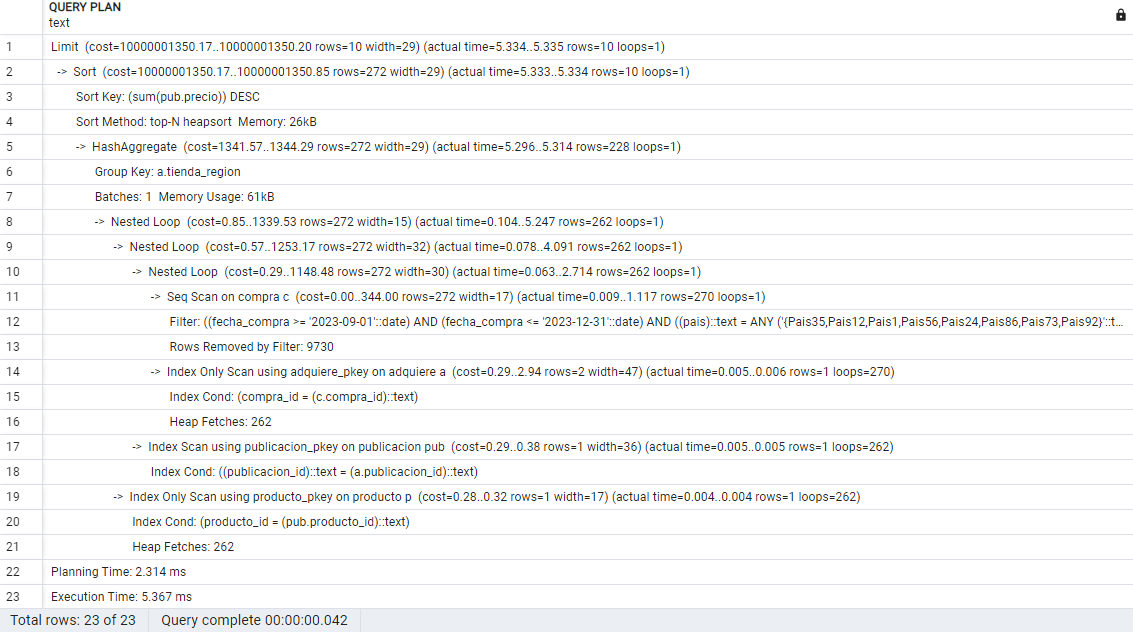 QUERY PLAN
text
1 Limit (cost=10000001350.17..10000001350.20 rows=10 width=29) (actual time=5.334..5.335 rows=10 loops=1)
2 -> Sort (cost=10000001350.17..10000001350.85 rows=272 width=29) (actual time=5.333..5.334 rows=10 loops=1)
3 Sort Key: (sum(pub.precio)) DESC
4 Sort Method: top-N heapsort Memory: 26kB
5 -> HashAggregate (cost=1341.57..1344.29 rows=272 width=29) (actual time=5.296..5.314 rows=228 loops=1)
6 Group Key: a.tienda_region
7 Batches: 1 Memory Usage: 61kB
8 -> Nested Loop (cost=0.85..1339.53 rows=272 width=15) (actual time=0.104..5.247 rows=262 loops=1)
9 -> Nested Loop (cost=0.57..1253.17 rows=272 width=32) (actual time=0.078..4.091 rows=262 loops=1)
10 -> Nested Loop (cost=0.29..1148.48 rows=272 width=30) (actual time=0.063..2.714 rows=262 loops=1)
11 -> Seq Scan on compra c (cost=0.00..344.00 rows=272 width=17) (actual time=0.009..1.117 rows=270 loops=1)
12 Filter: ((fecha_compra >= '2023-09-01'::date) AND (fecha_compra <= '2023-12-31'::date) AND ((pais)::text = ANY ('{Pais35,Pais12,Pais1,Pais56,Pais24,Pais86,Pais73,Pais92}'::t...
13 Rows Removed by Filter: 9730
14 -> Index Only Scan using adquiere_pkey on adquiere a (cost=0.29..2.94 rows=2 width=47) (actual time=0.005..0.006 rows=1 loops=270)
15 Index Cond: (compra_id = (c.compra_id)::text)
16 Heap Fetches: 262
17 -> Index Scan using publicacion_pkey on publicacion pub (cost=0.29..0.38 rows=1 width=36) (actual time=0.005..0.005 rows=1 loops=262)
18 Index Cond: ((publicacion_id)::text = (a.publicacion_id)::text)
19 -> Index Only Scan using producto_pkey on producto p (cost=0.28..0.32 rows=1 width=17) (actual time=0.004..0.004 rows=1 loops=262)
20 Index Cond: (producto_id = (pub.producto_id)::text)
21 Heap Fetches: 262
22 Planning Time: 2.314 ms
23 Execution Time: 5.367 ms
Total rows: 23 of 23 Query complete 00:00:00.042